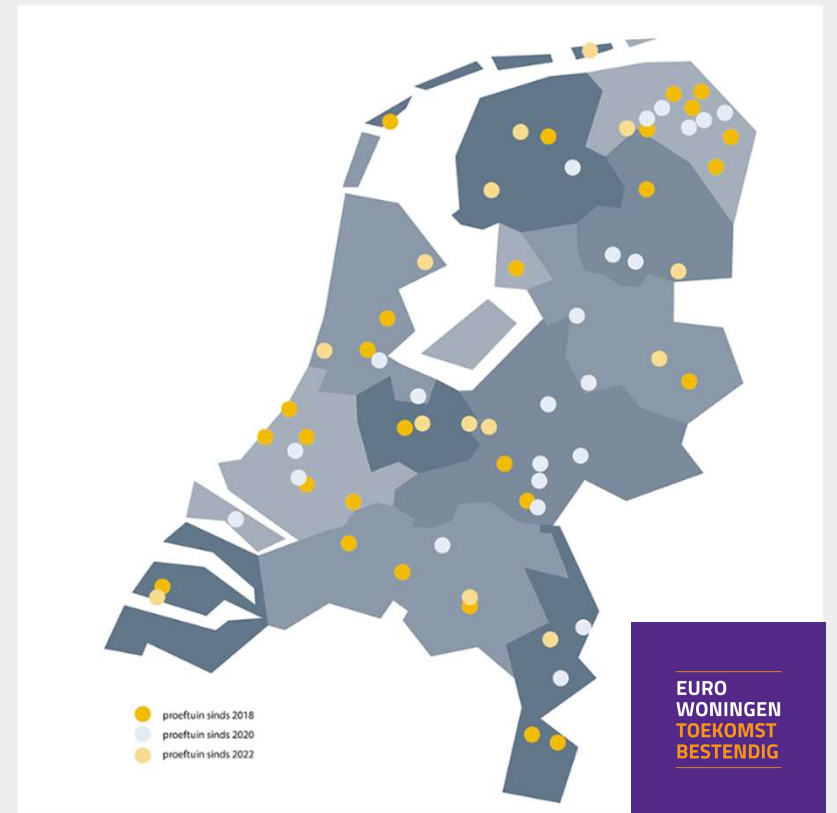 proeftuin sinds 2018
proeftuin sinds 2020
proeftuin sinds 2022
EURO
WONINGEN
TOEKOMST
BESTENDIG